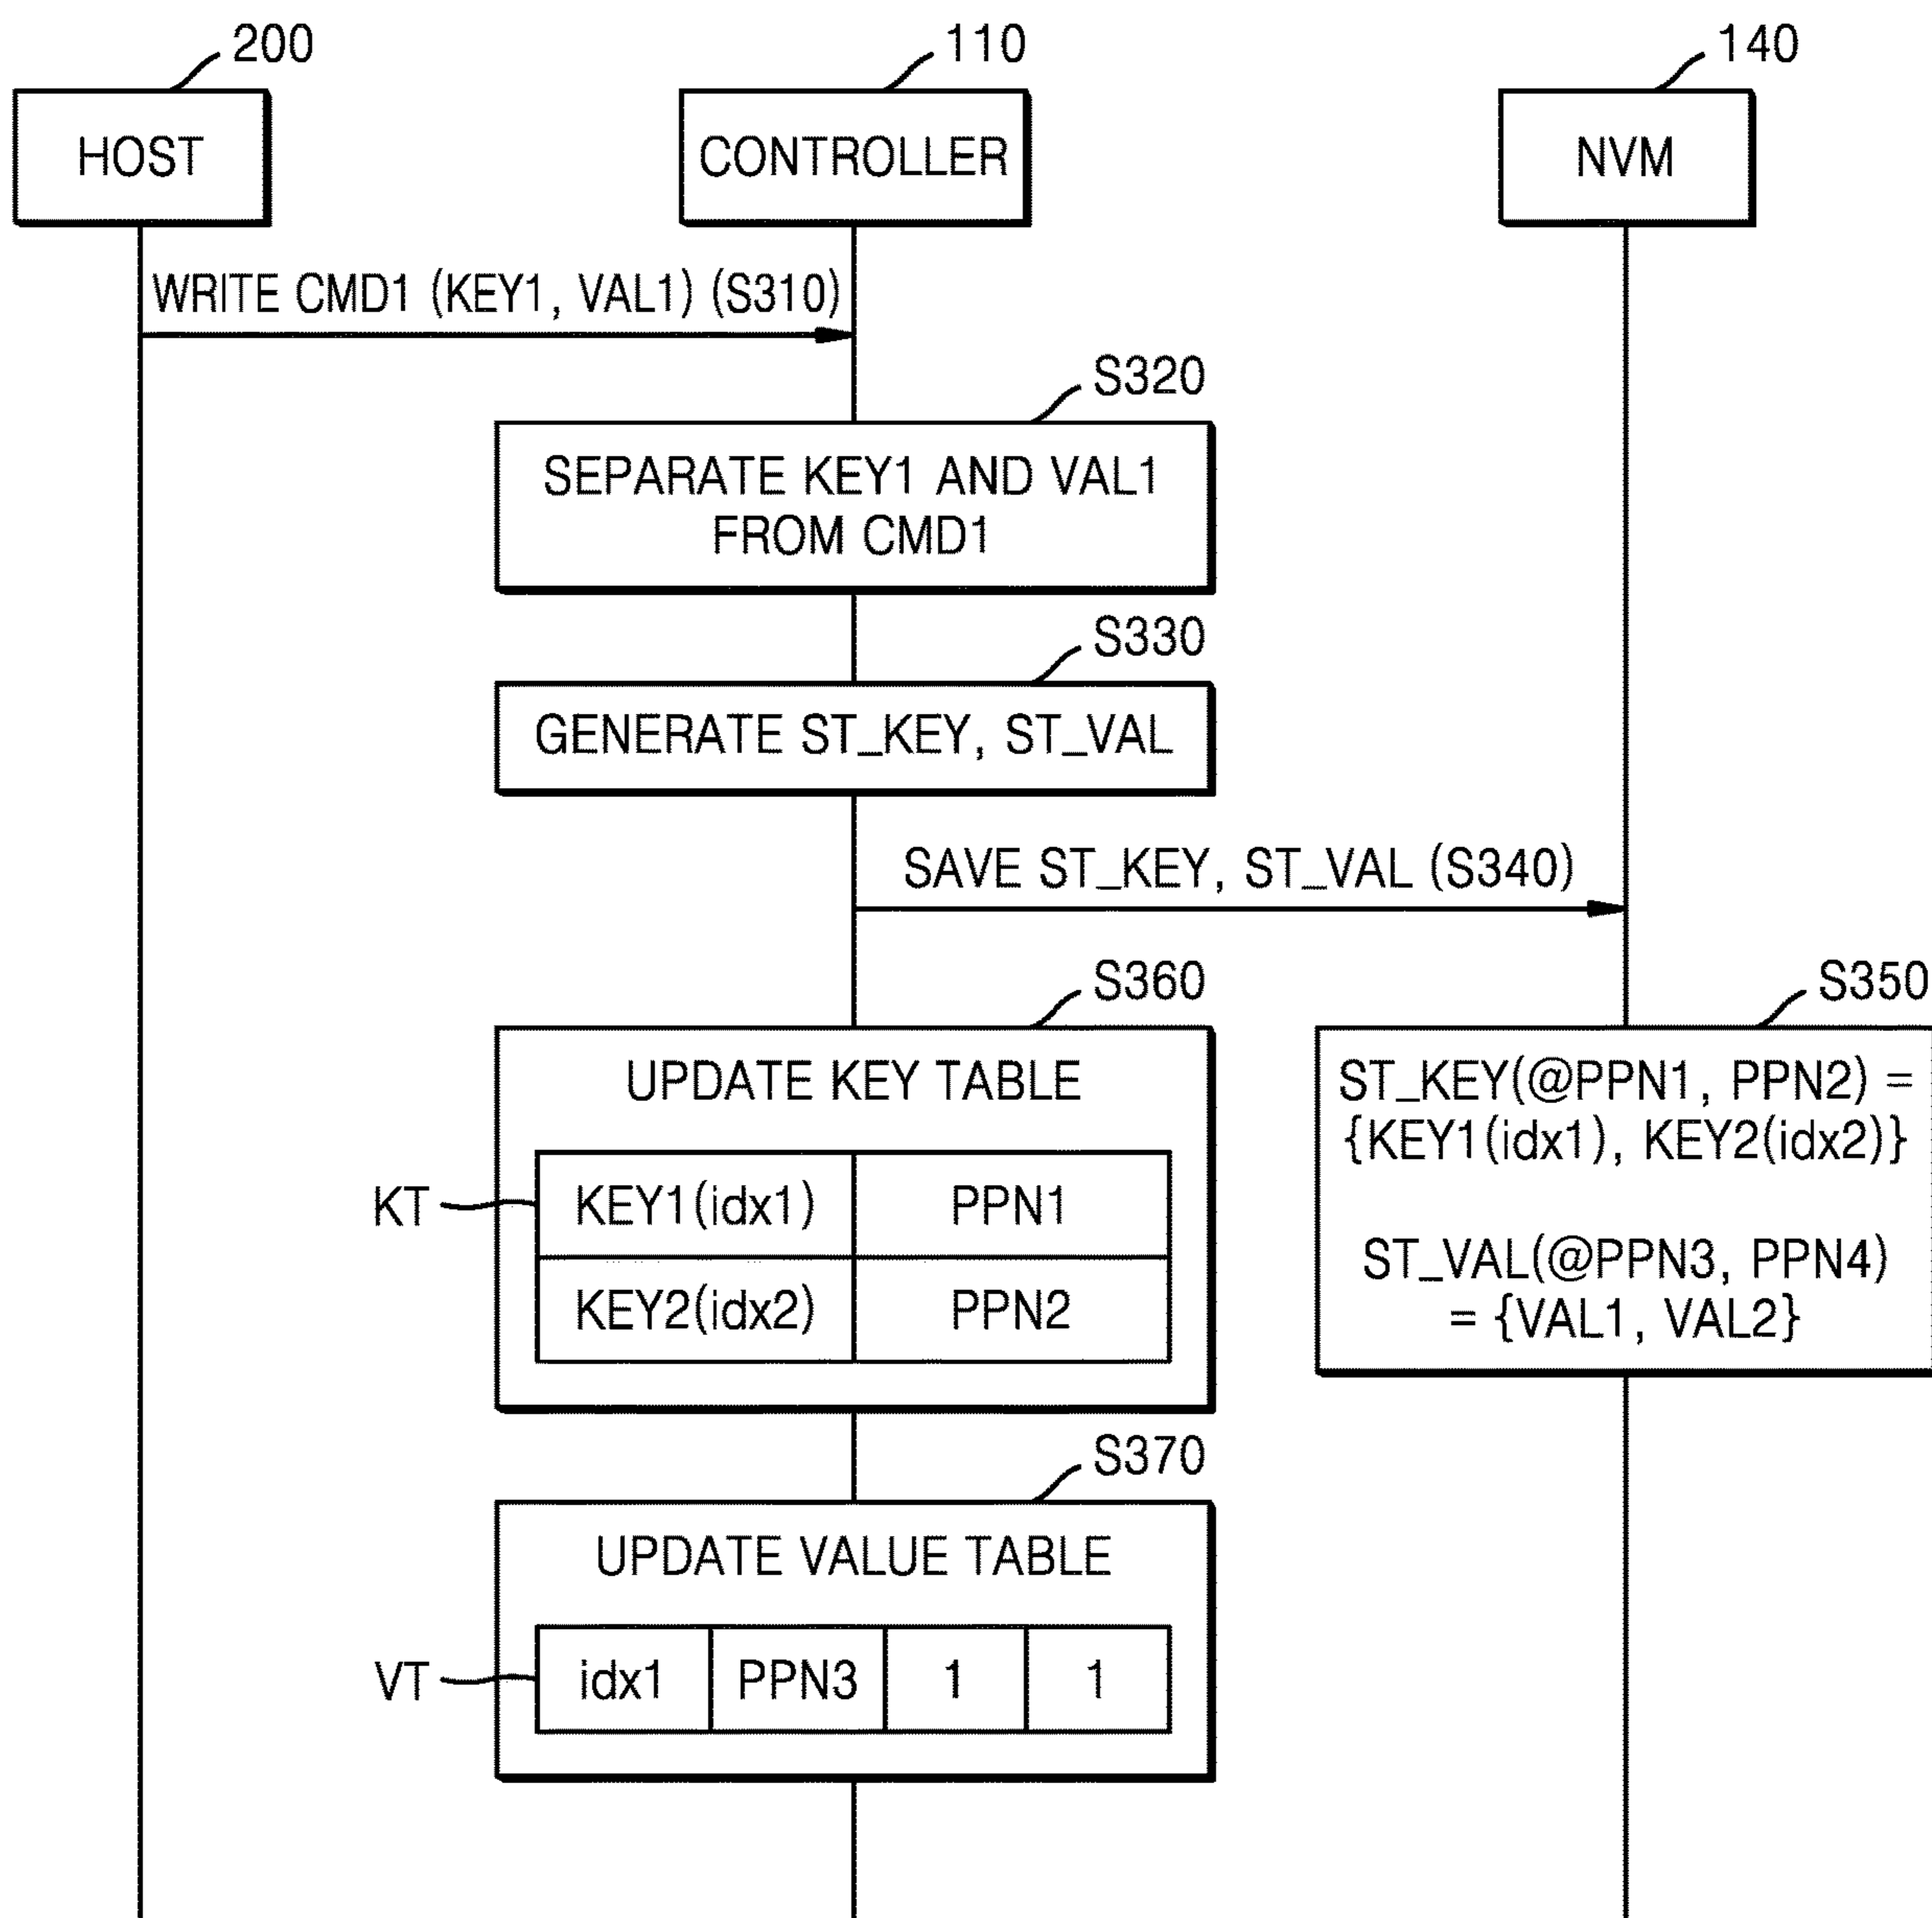 200
110
140
HOST
CONTROLLER
NVM
WRITE CMD1 (KEY1, VAL1) (S310)
S320
SEPARATE KEY1 AND VAL1
FROM CMD1
S330
GENERATE ST_KEY, ST_VAL
SAVE ST_KEY, ST_VAL (S340)
S360
UPDATE KEY TABLE
KT
KEY1(idx1) PPN1
KEY2(idx2) PPN2
S350
ST_KEY(@PPN1, PPN2) =
{KEY1(idx1), KEY2(idx2)}
ST_VAL(@PPN3, PPN4)
= {VAL1, VAL2}
S370
UPDATE VALUE TABLE
VT
idx1 PPN3 1 1